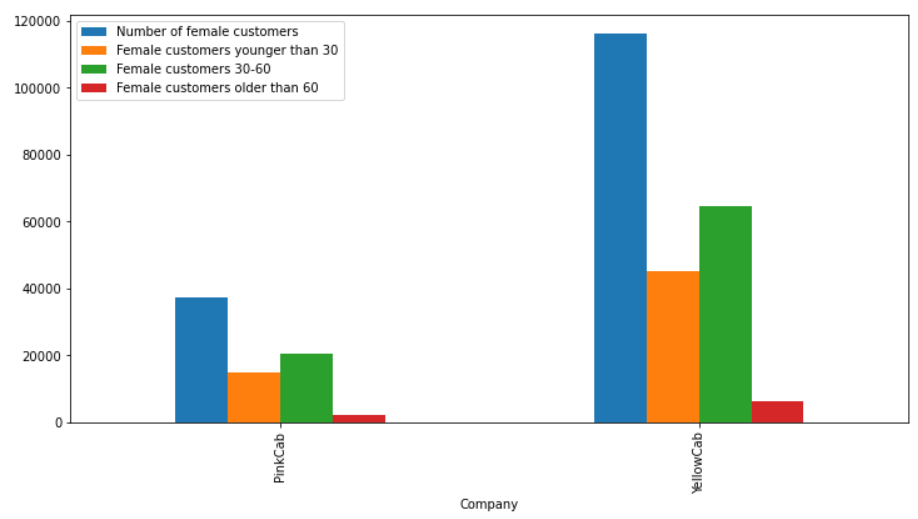 120000
100000
80000
60000
40000
20000
0
Number of female customers
Female customers younger than 30
Female customers 30-60
Female customers older than 60
PinkCab
YellowCab
Company